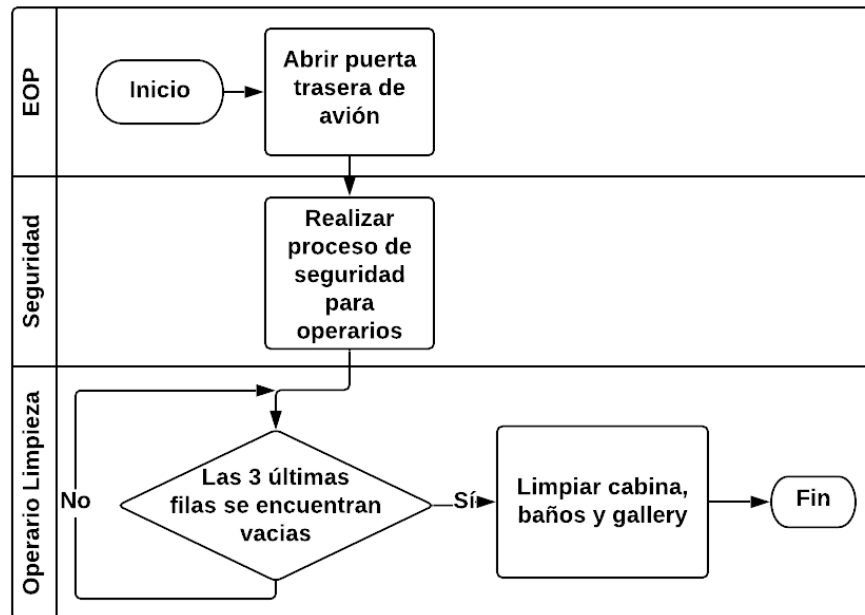 EOP
Inicio
Abrir puerta
trasera de
avión
Seguridad
Realizar
proceso de
seguridad
para
operarios
Operario Limpieza
No
Las 3 últimas
filas se encuentran
vacias
Sí
Limpiar cabina,
baños y gallery
Fin